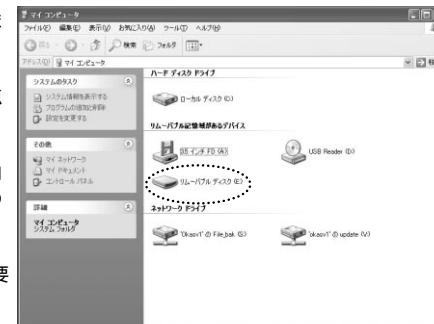 マイ コンピュータ
ファイル(F) 編集(E) 表示(V) お気に入り(A) ツール(T) ヘルプ(H)
戻る 検索 フォルダ
アドレス(D) マイ コンピュータ
システムのタスク
システム情報を表示する
プログラムの追加と削除
設定を変更する
その他
マイ ネットワーク
マイ ドキュメント
コントロール パネル
詳細
マイ コンピュータ
システム フォルダ
ハード ディスク ドライブ
ローカル ディスク (C:)
リムーバブル記憶域があるデバイス
3.5 インチ FD (A:)
USB Reader (D:)
リムーバブル ディスク (E:)
ネットワーク ドライブ
'Okasv1' の File_bak (S:)
'okasv1' の update (V:)
要